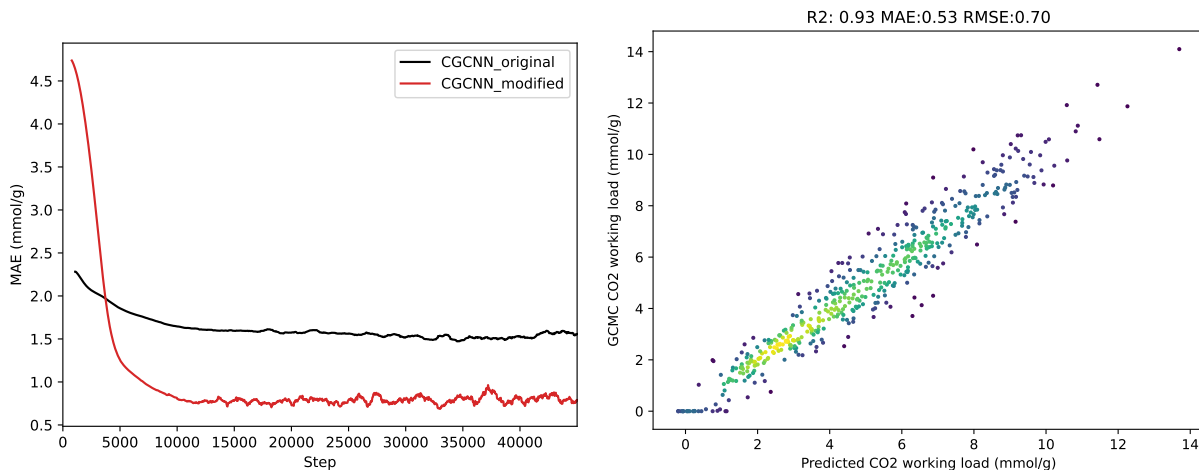 CGCNN_original
CGCNN_modified
MAE (mmol/g)
4.5
4.0
3.5
3.0
2.5
2.0
1.5
1.0
0.5
0 5000 10000 15000 20000 25000 30000 35000 40000
Step
R2: 0.93 MAE:0.53 RMSE:0.70
GCMC CO2 working load (mmol/g)
14
12
10
8
6
4
2
0
0 2 4 6 8 10 12 14
Predicted CO2 working load (mmol/g)